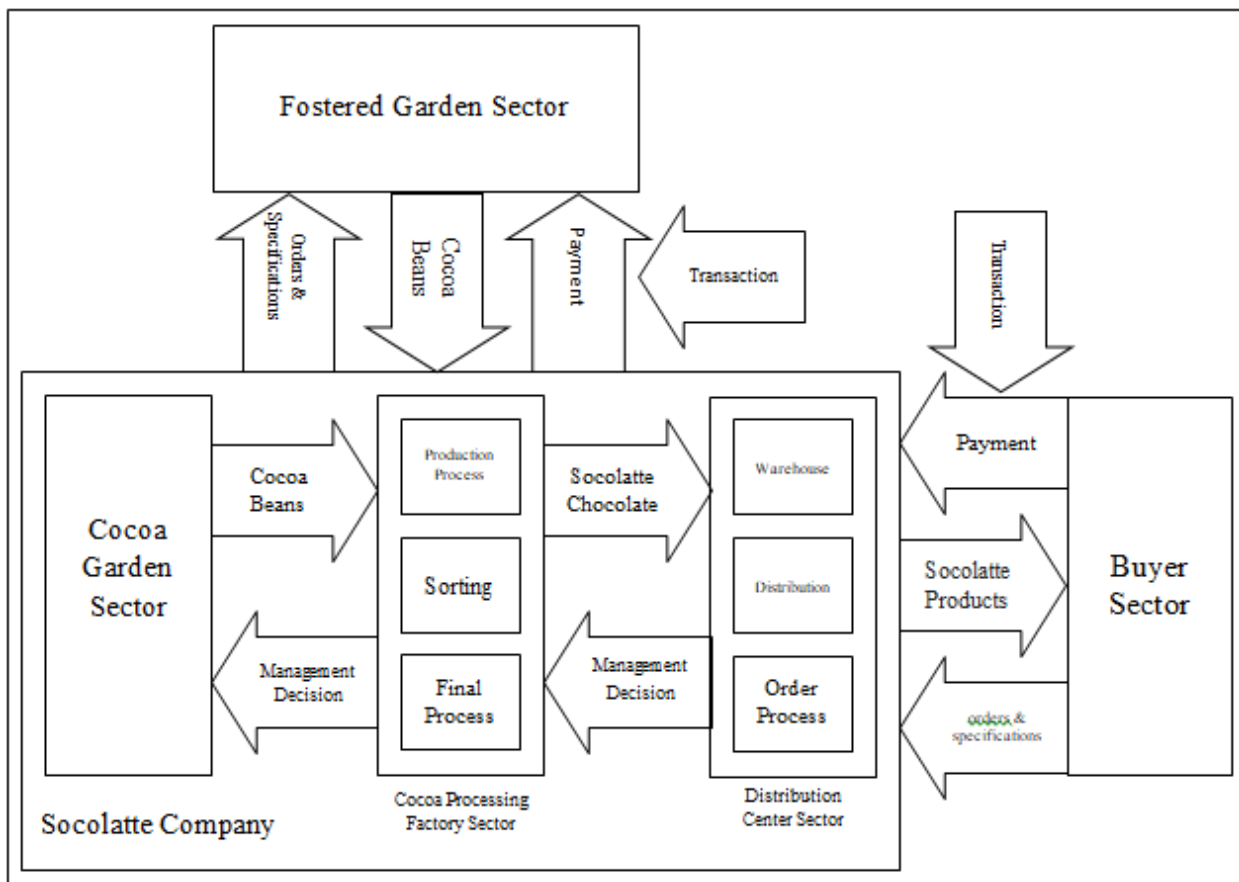 Fostered Garden Sector
Orders &
Specifications
Cocoa
Beans
Payment
Transaction
Transaction
Cocoa
Garden
Sector
Cocoa
Beans
Production
Process
Sorting
Final
Process
Socolatte
Chocolate
Warehouse
Distribution
Order
Process
Management
Decision
Management
Decision
Payment
Socolatte
Products
orders &
specifications
Buyer
Sector
Cocoa Processing
Factory Sector
Distribution
Center Sector
Socolatte Company